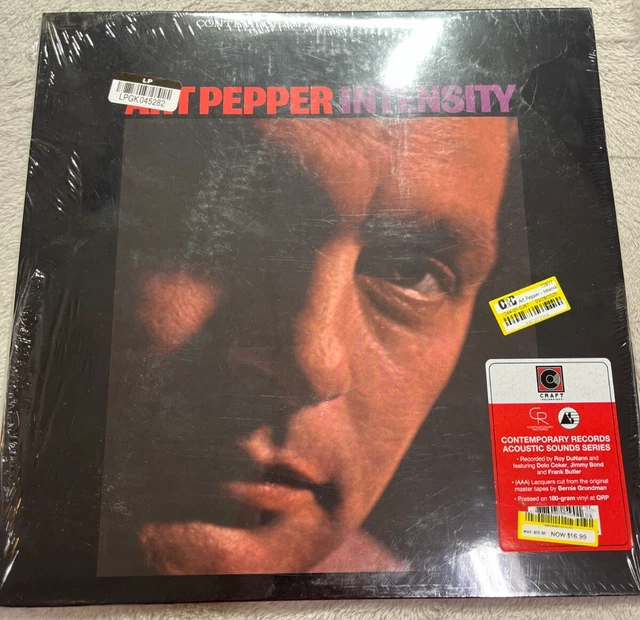 LP
LPGK045282
ART PEPPER INTENSITY
CRAFT
RECORDINGS
CR
CONTEMPORARY RECORDS
ACOUSTIC SOUNDS SERIES
• Recorded by Roy DuNann and
featuring Dolo Coker, Jimmy Bond
and Frank Butler
• (AAA) Lacquers cut from the original
master tapes by Bernie Grundman
• Pressed on 180-gram vinyl at QRP
NOW $16.99